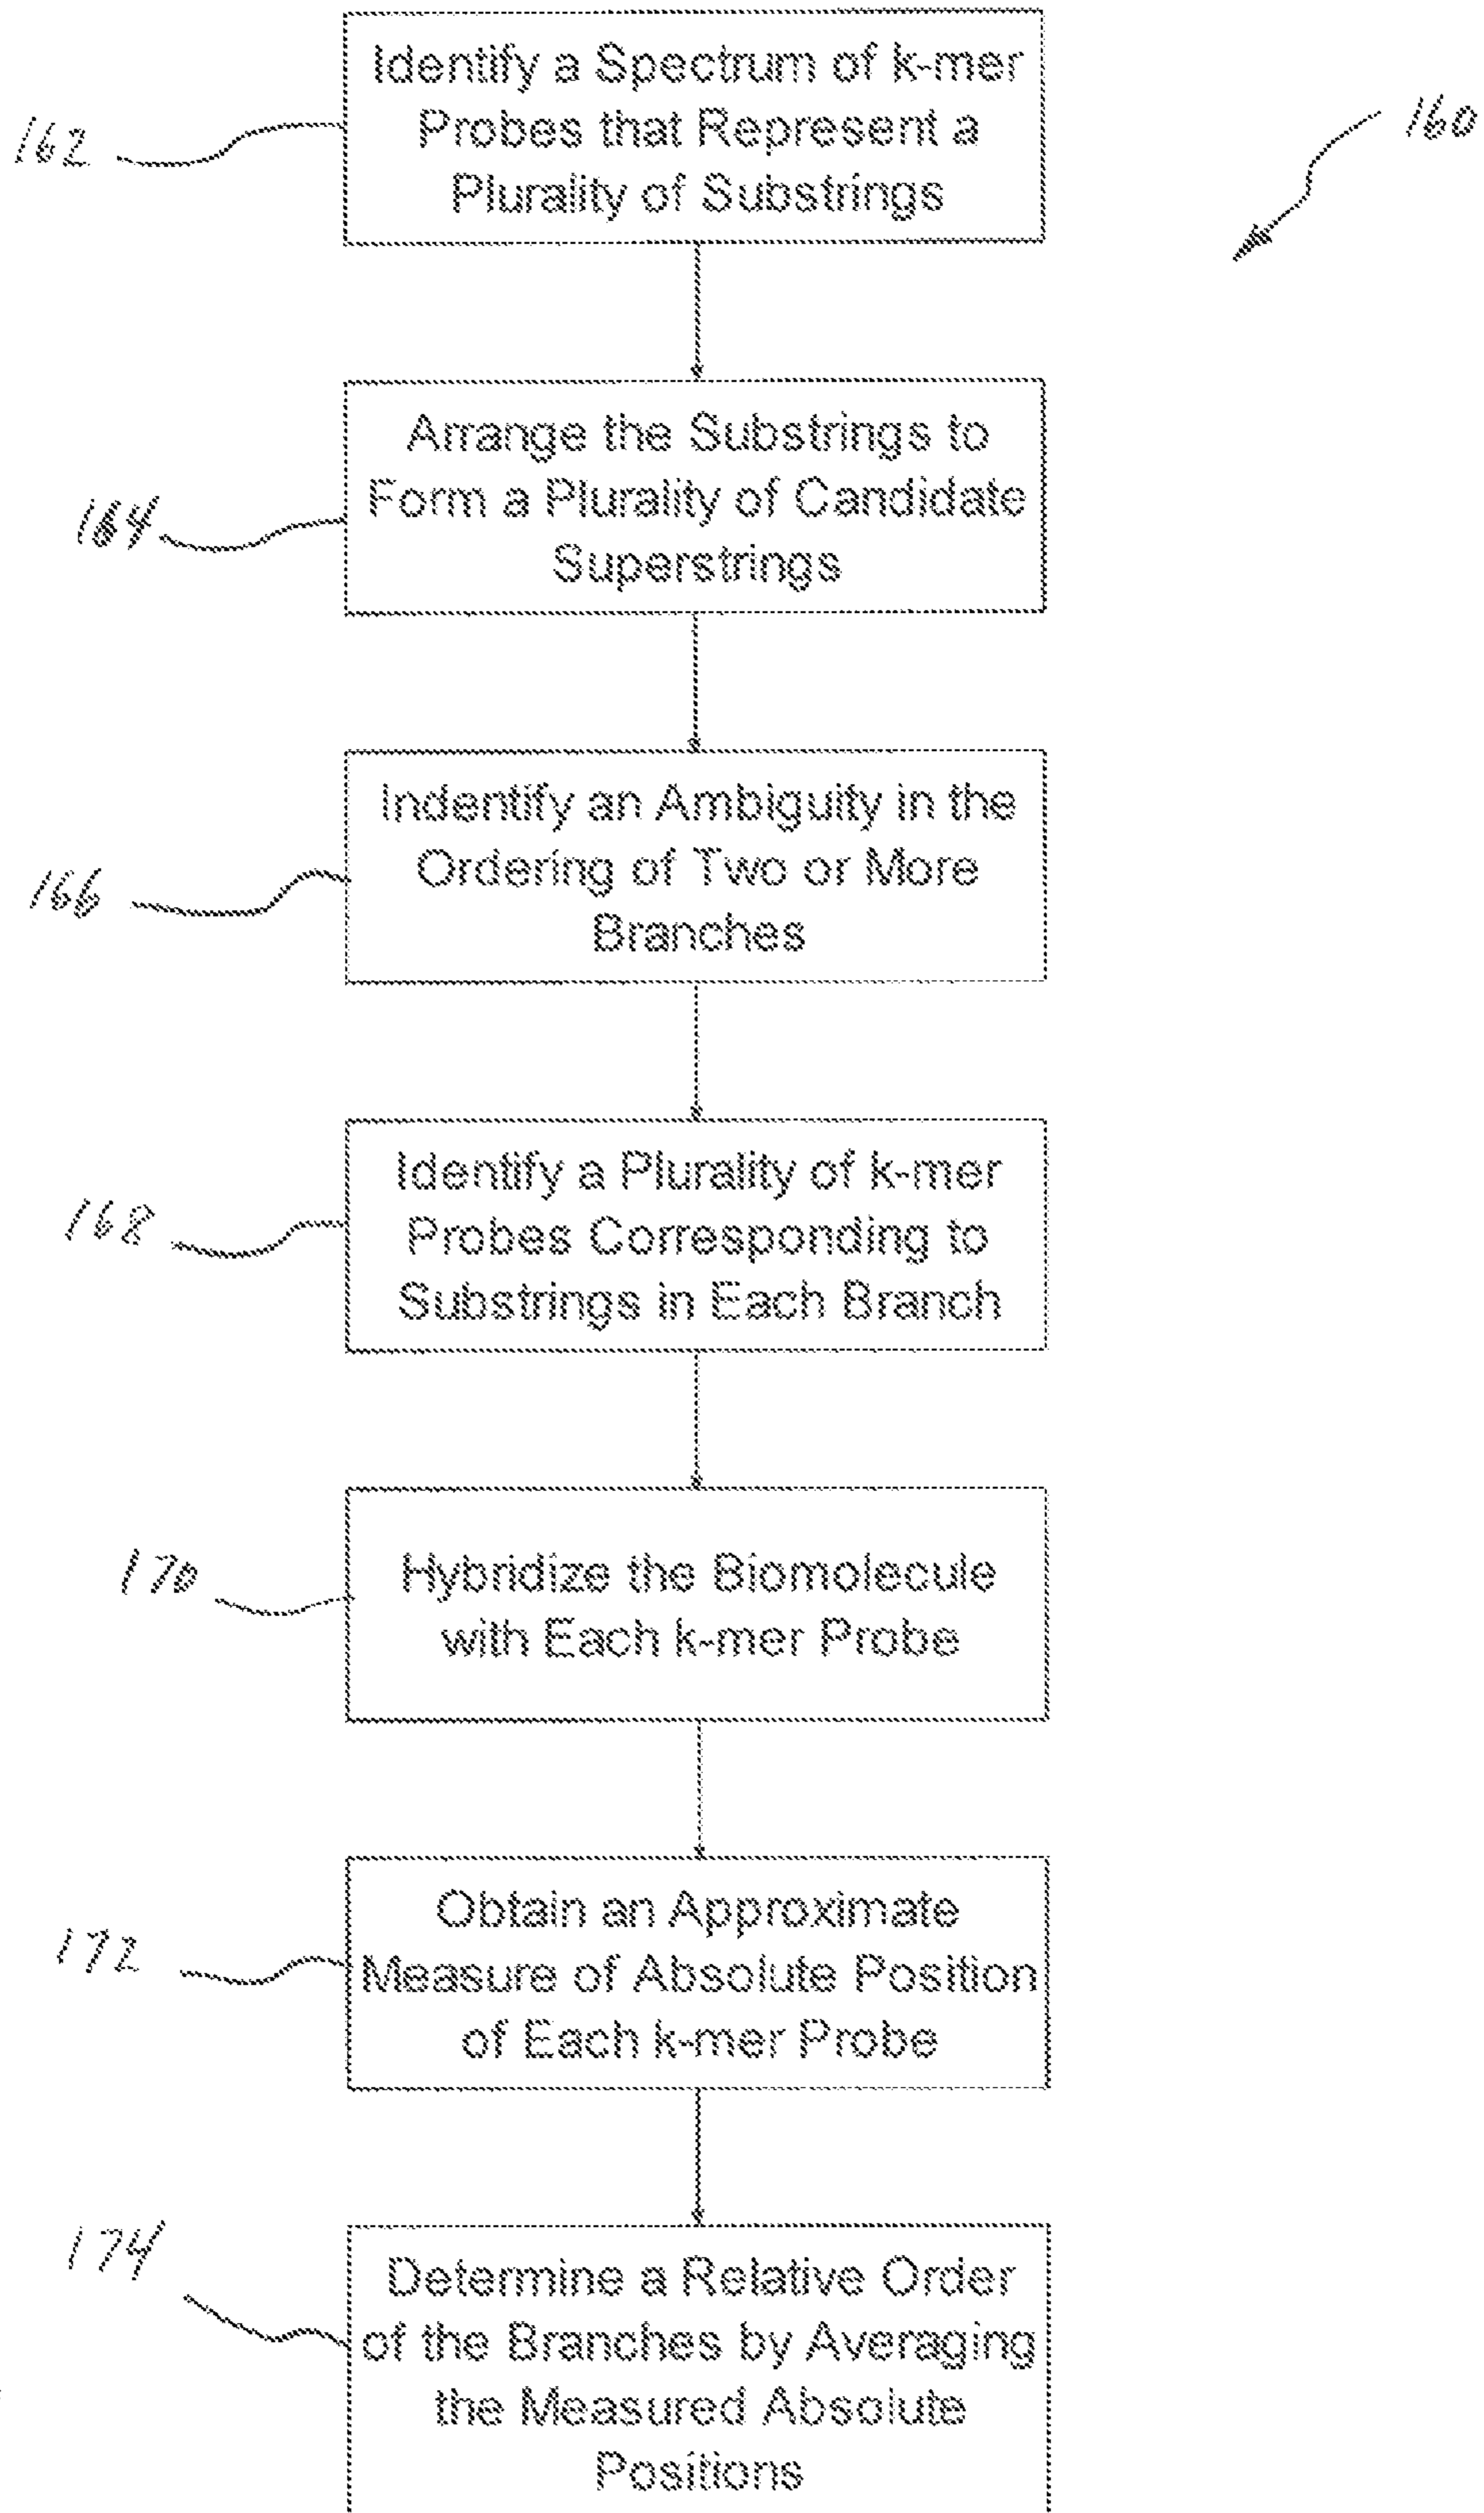 160
162
Identify a Spectrum of k-mer
Probes that Represent a
Plurality of Substrings
164
Arrange the Substrings to
Form a Plurality of Candidate
Superstrings
166
Indentify an Ambiguity in the
Ordering of Two or More
Branches
168
Identify a Plurality of k-mer
Probes Corresponding to
Substrings in Each Branch
170
Hybridize the Biomolecule
with Each k-mer Probe
172
Obtain an Approximate
Measure of Absolute Position
of Each k-mer Probe
174
Determine a Relative Order
of the Branches by Averaging
the Measured Absolute
Positions